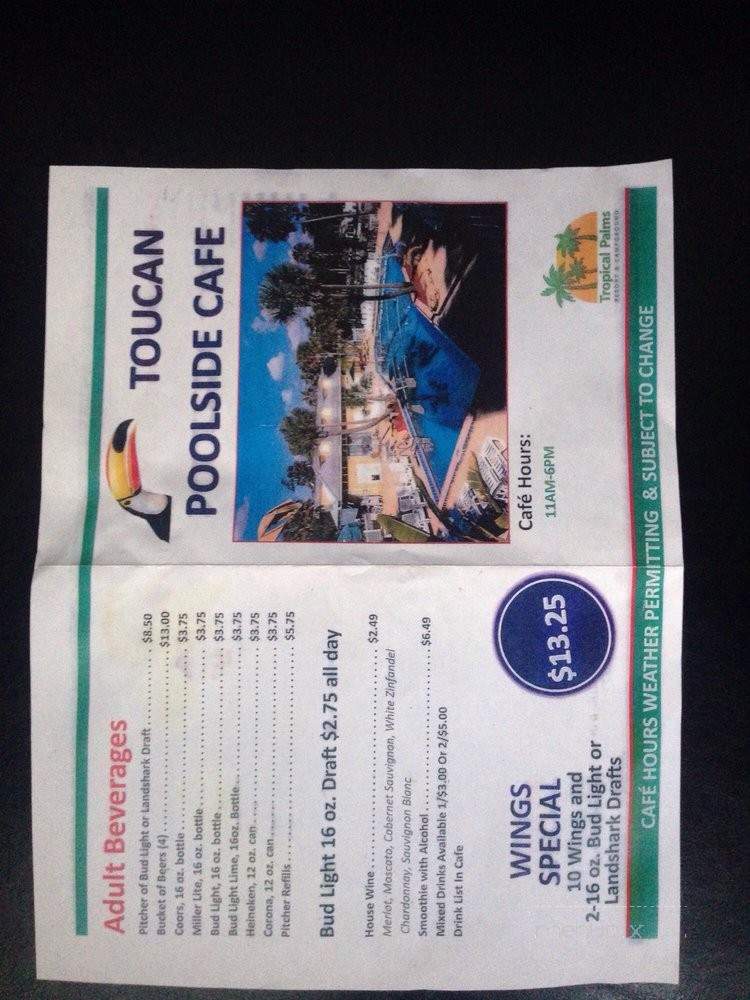 Adult Beverages
Pitcher of Bud Light or Landshark Draft $8.50
Bucket of Beers (4) $13.00
Coors, 16 oz. bottle $3.75
Miller Lite, 16 oz. bottle $3.75
Bud Light, 16 oz. bottle $3.75
Bud Light Lime, 16oz. Bottle $3.75
Heineken, 12 oz. can $3.75
Corona, 12 oz. can $3.75
Pitcher Refills $5.75
Bud Light 16 oz. Draft $2.75 all day
House Wine $2.49
Merlot, Moscato, Cabernet Sauvignon, White Zinfandel
Chardonnay, Sauvignon Blanc
Smoothie with Alcohol $6.49
Mixed Drinks Available 1/$3.00 Or 2/$5.00
Drink List In Cafe
WINGS
SPECIAL
10 Wings and
2-16 oz. Bud Light or
Landshark Drafts
$13.25
TOUCAN
POOLSIDE CAFE
Café Hours:
11AM-6PM
Tropical Palms
RESORT & CAMPGROUND
CAFÉ HOURS WEATHER PERMITTING & SUBJECT TO CHANGE